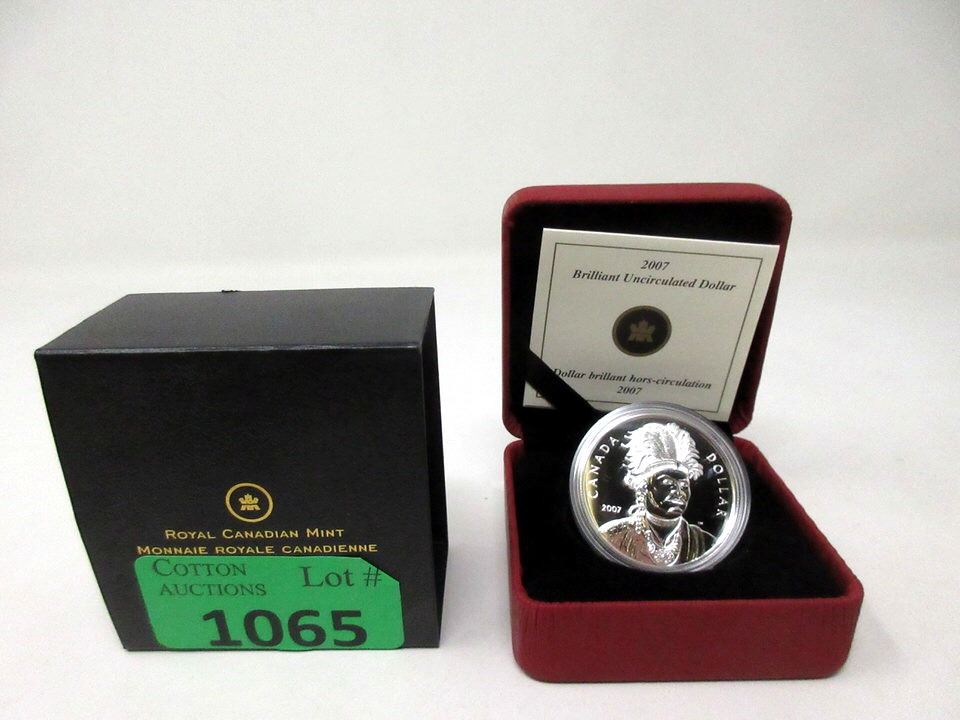 ROYAL CANADIAN MINT
MONNAIE ROYALE CANADIENNE
COTTON
AUCTIONS
Lot #
1065
2007
Brilliant Uncirculated Dollar
Dollar brillant hors-circulation
2007
CANADA DOLLAR
2007